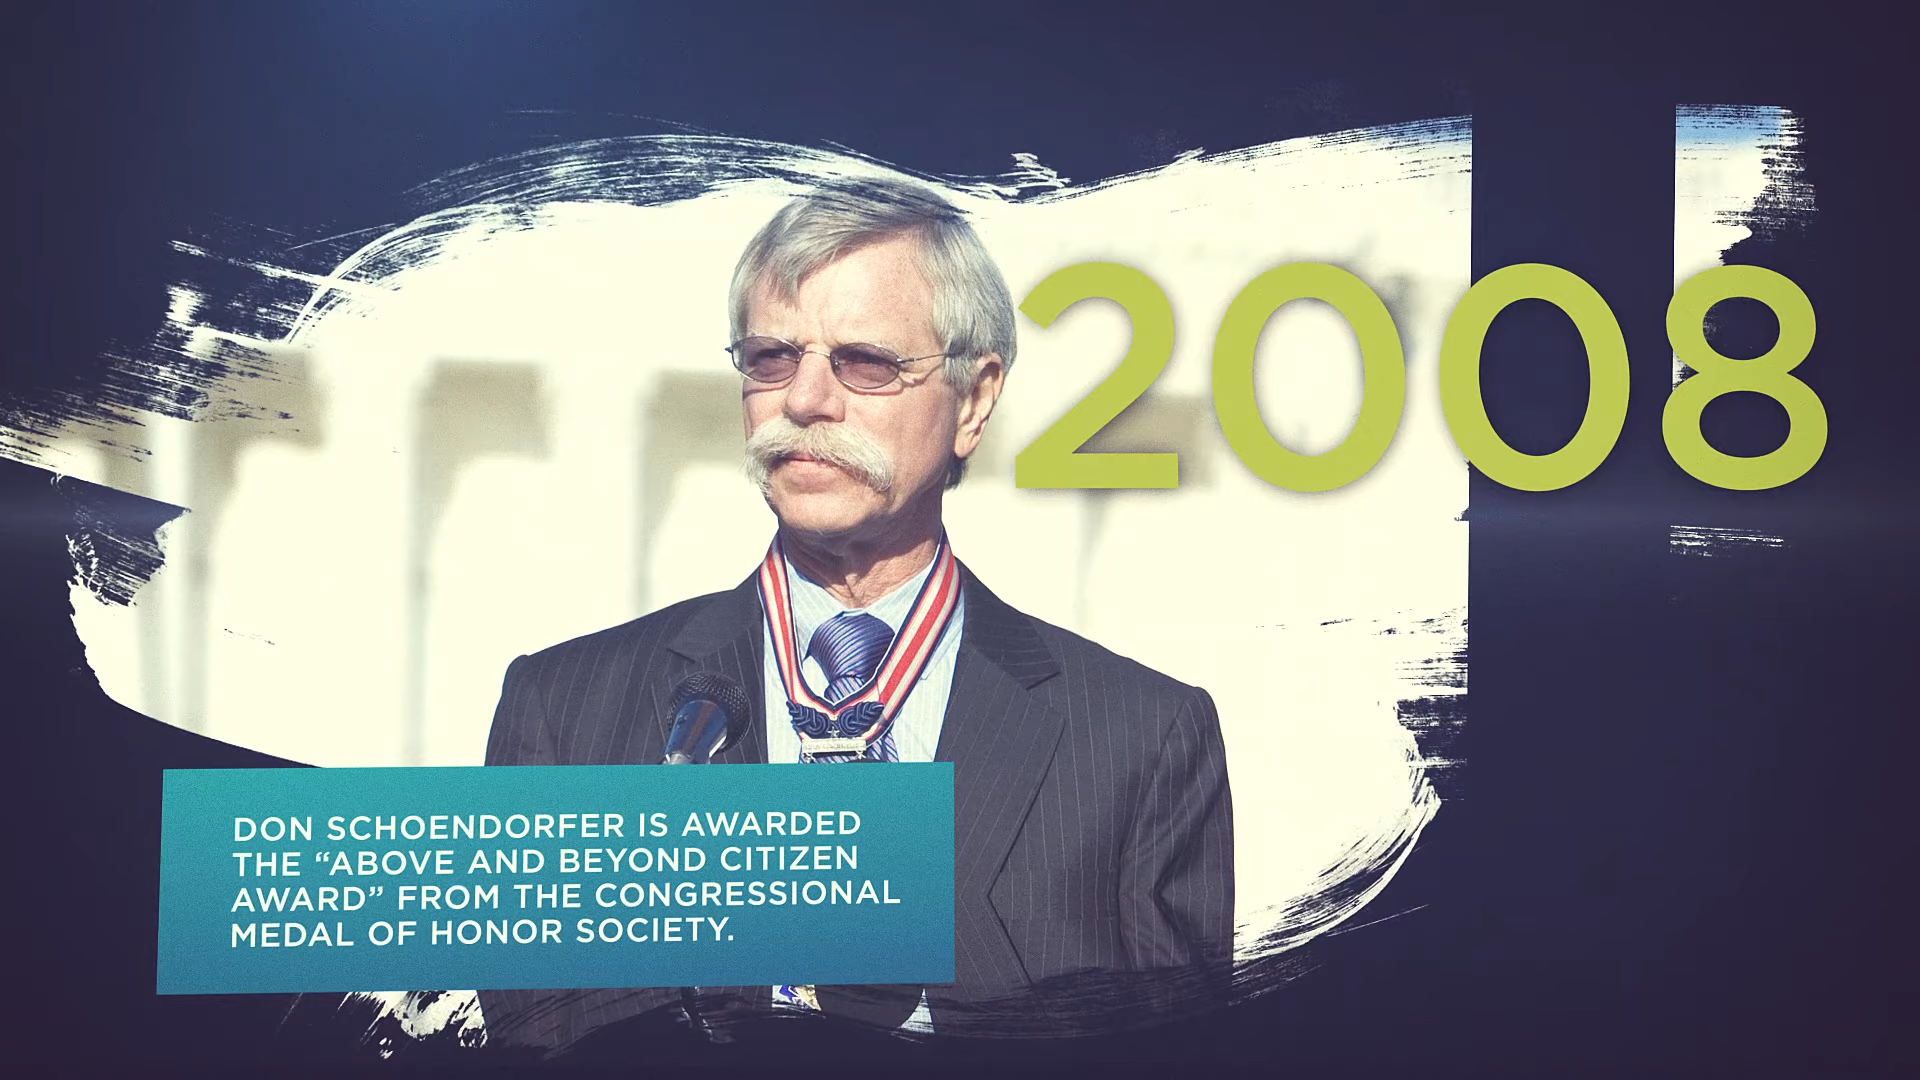 2008
DON SCHOENDORFER IS AWARDED
THE “ABOVE AND BEYOND CITIZEN
AWARD” FROM THE CONGRESSIONAL
MEDAL OF HONOR SOCIETY.